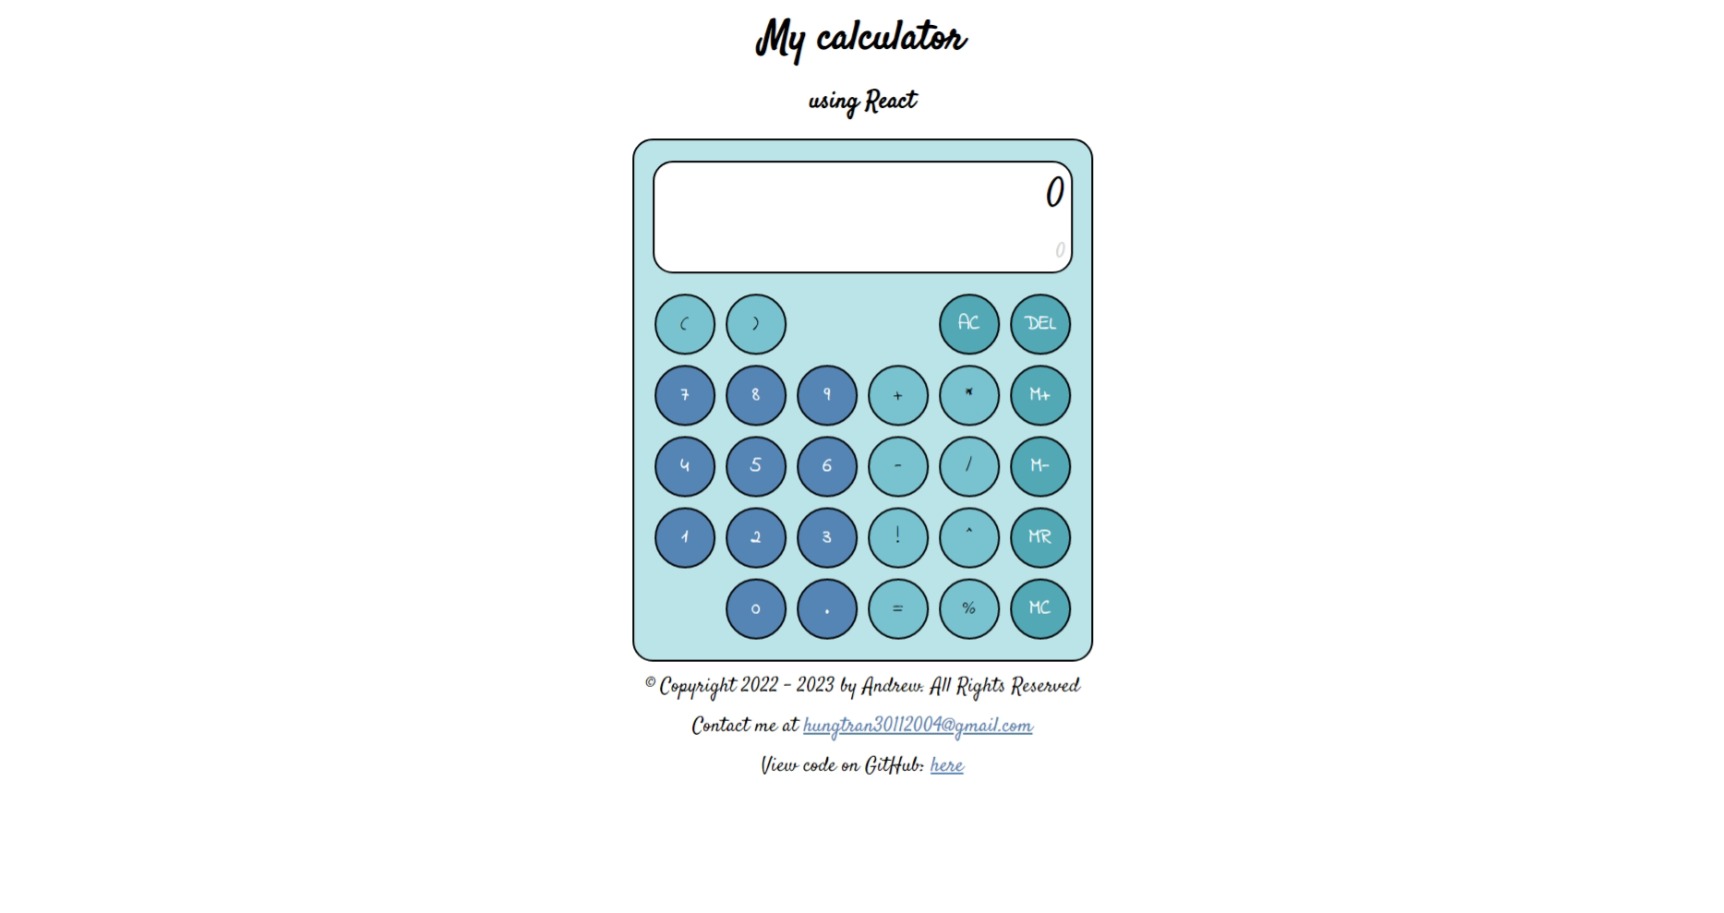 My calculator
using React
0
0
( ) AC DEL
7 8 9 + * M+
4 5 6 - / M-
1 2 3 ! ^ MR
0 . = % MC
© Copyright 2022 - 2023 by Andrew. All Rights Reserved
Contact me at hungtran30112004@gmail.com
View code on GitHub: here